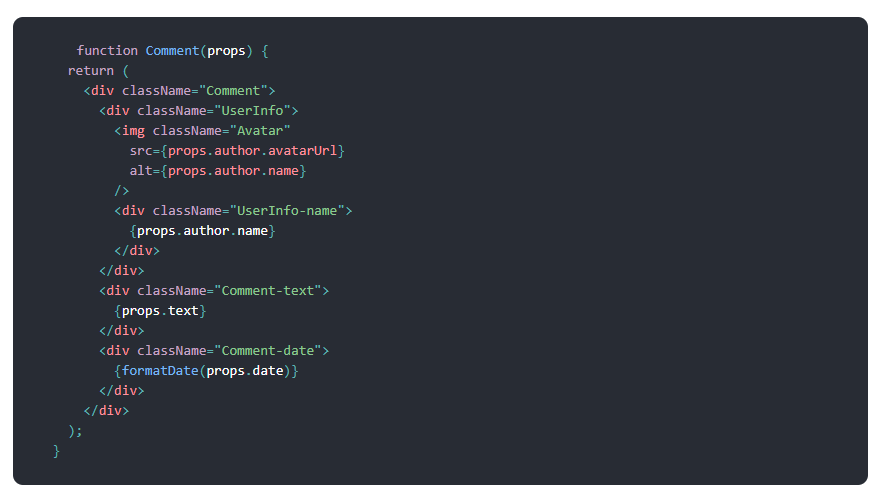 function Comment(props) {
return (
<div className="Comment">
<div className="UserInfo">
<img className="Avatar"
src={props.author.avatarUrl}
alt={props.author.name}
/>
<div className="UserInfo-name">
{props.author.name}
</div>
</div>
<div className="Comment-text">
{props.text}
</div>
<div className="Comment-date">
{formatDate(props.date)}
</div>
</div>
);
}